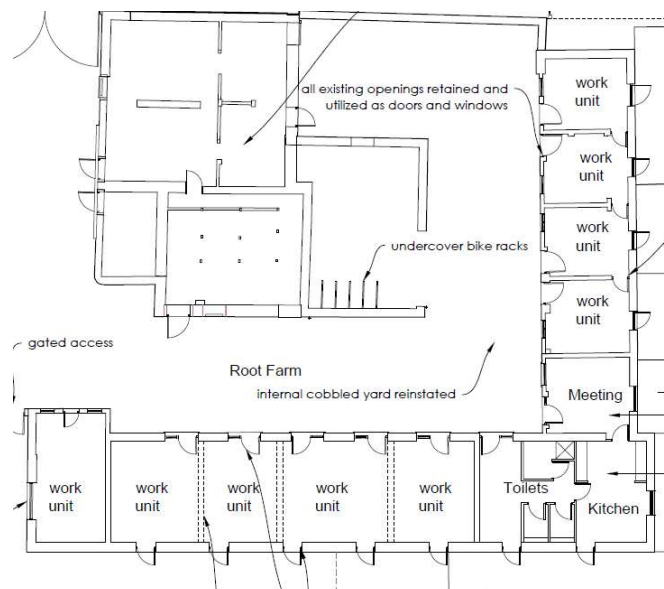 all existing openings retained and
utilized as doors and windows
work
unit
work
unit
work
unit
undercover bike racks
work
unit
gated access
Root Farm
internal cobbled yard reinstated
Meeting
work
unit
work
unit
work
unit
work
unit
work
unit
Toilets
Kitchen